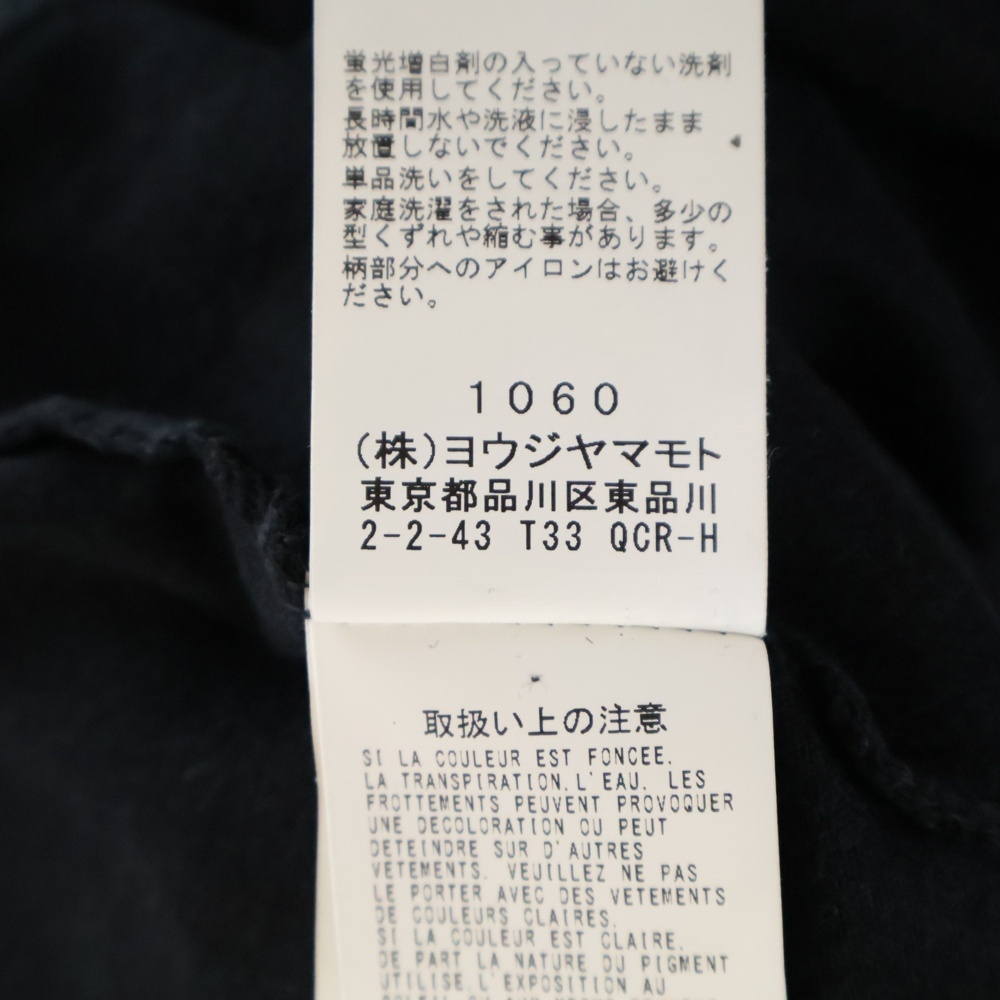 蛍光増白剤の入っていない洗剤
を使用してください。
長時間水や洗液に浸したまま
放置しないでください。
単品洗いをしてください。
家庭洗濯をされた場合、多少の
型くずれや縮む事があります。
柄部分へのアイロンはお避けく
ださい。
1060
(株)ヨウジヤマモト
東京都品川区東品川
2-2-43 T33 QCR-H
取扱い上の注意
SI LA COULEUR EST FONCEE.
LA TRANSPIRATION.L'EAU. LES
FROTTEMENTS PEUVENT PROVOQUER
UNE DECOLORATION OU PEUT
DETEINDRE SUR D'AUTRES
VETEMENTS. VEUILLEZ NE PAS
LE PORTER AVEC DES VETEMENTS
DE COULEURS CLAIRES.
SI LA COULEUR EST CLAIRE.
DE PART LA NATURE DU PIGMENT
UTILISE.L'EXPOSITION AU